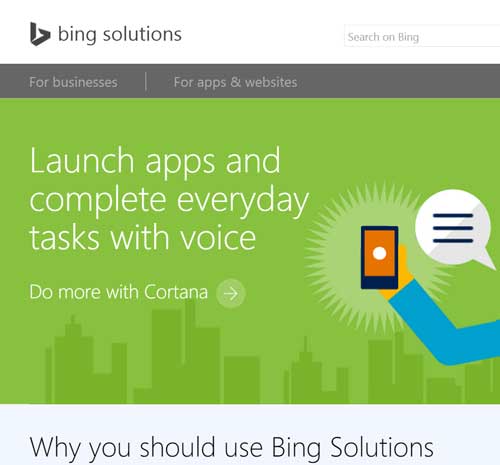 bing solutions
Search on Bing
For businesses
For apps & websites
Launch apps and
complete everyday
tasks with voice
Do more with Cortana
Why you should use Bing Solutions